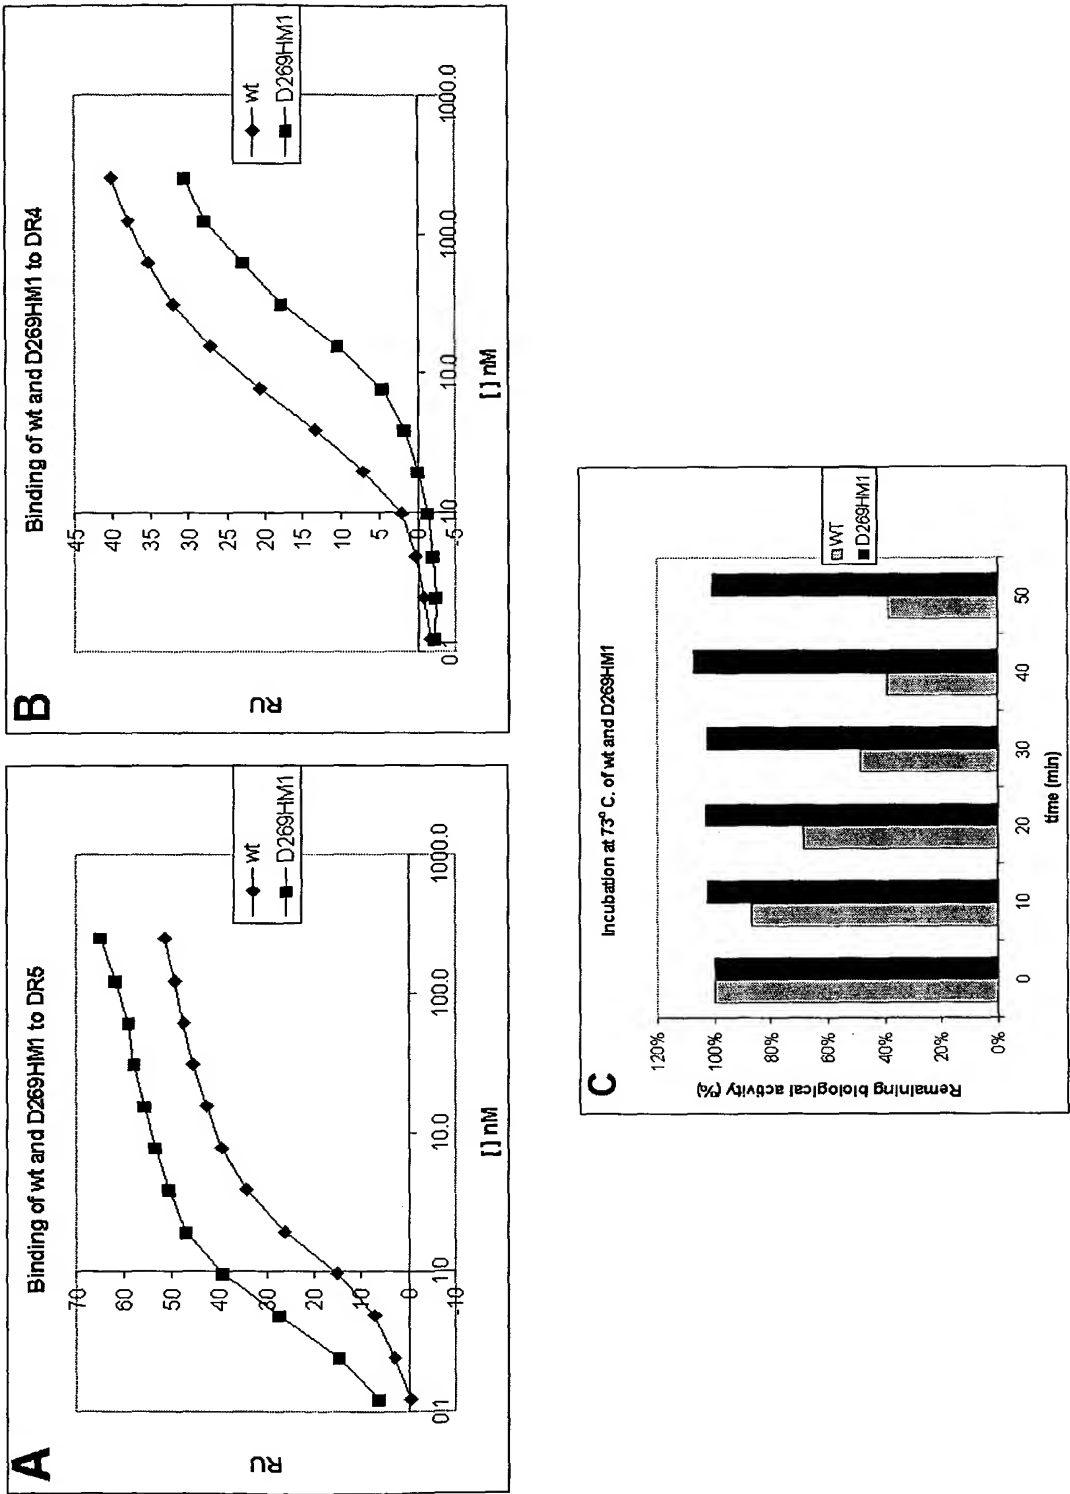 A
Binding of wt and D269HM1 to DR5
RU
70
60
50
40
30
20
10
0
-10
0.1
1.0
10.0
100.0
1000.0
[ ] nM
wt
D269HM1
B
Binding of wt and D269HM1 to DR4
RU
45
40
35
30
25
20
15
10
5
0
-5
0.1
1.0
10.0
100.0
1000.0
[ ] nM
wt
D269HM1
C
Incubation at 73° C. of wt and D269HM1
Remaining biological activity (%)
120%
100%
80%
60%
40%
20%
0%
0
10
20
30
40
50
time (min)
WT
D269HM1